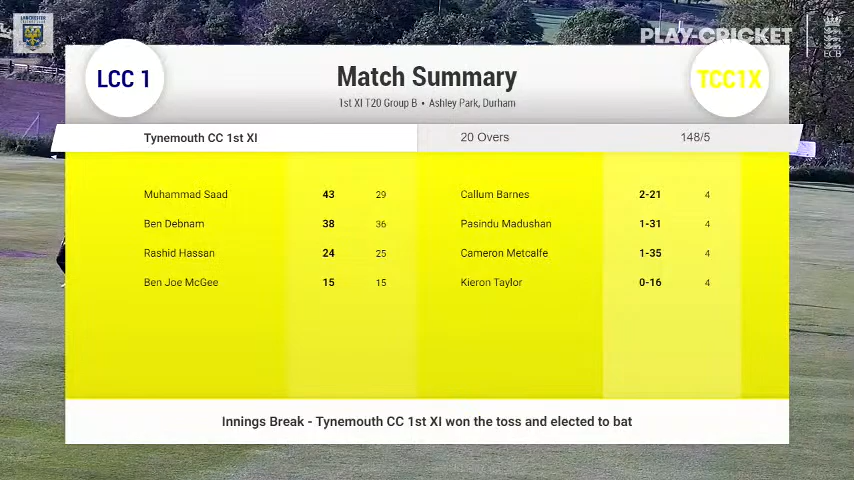 LANCHESTER
PLAY-CRICKET
ECB
LCC 1
Match Summary
TCC1X
1st XI T20 Group B • Ashley Park, Durham
Tynemouth CC 1st XI 20 Overs 148/5
Muhammad Saad 43 29 Callum Barnes 2-21 4
Ben Debnam 38 36 Pasindu Madushan 1-31 4
Rashid Hassan 24 25 Cameron Metcalfe 1-35 4
Ben Joe McGee 15 15 Kieron Taylor 0-16 4
Innings Break - Tynemouth CC 1st XI won the toss and elected to bat